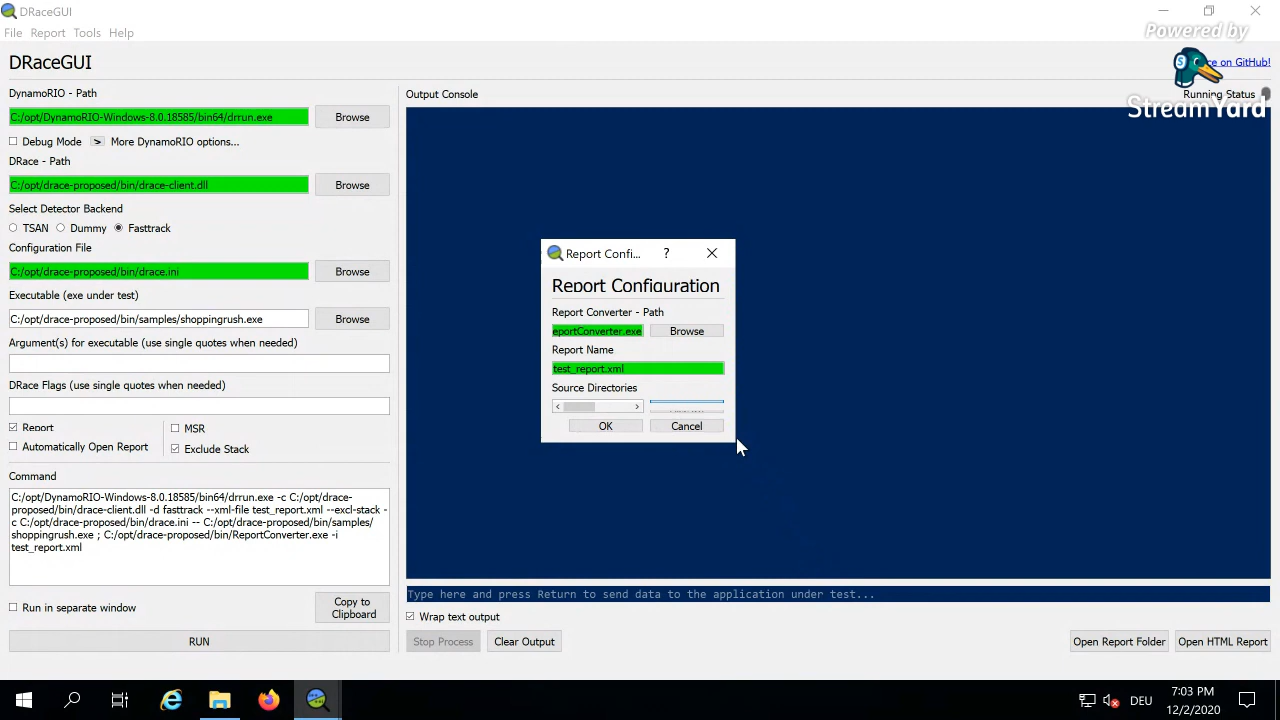 DRaceGUI
File Report Tools Help
Powered by
DRaceGUI
ce on GitHub!
StreamYard
DynamoRIO - Path
C:/opt/DynamoRIO-Windows-8.0.18585/bin64/drrun.exe
Browse
Debug Mode > More DynamoRIO options...
DRace - Path
C:/opt/drace-proposed/bin/drace-client.dll
Browse
Select Detector Backend
TSAN Dummy Fasttrack
Configuration File
C:/opt/drace-proposed/bin/drace.ini
Browse
Executable (exe under test)
C:/opt/drace-proposed/bin/samples/shoppingrush.exe
Browse
Argument(s) for executable (use single quotes when needed)
DRace Flags (use single quotes when needed)
Report
MSR
Automatically Open Report
Exclude Stack
Command
C:/opt/DynamoRIO-Windows-8.0.18585/bin64/drrun.exe -c C:/opt/drace-
proposed/bin/drace-client.dll -d fasttrack --xml-file test_report.xml --excl-stack -
c C:/opt/drace-proposed/bin/drace.ini -- C:/opt/drace-proposed/bin/samples/
shoppingrush.exe ; C:/opt/drace-proposed/bin/ReportConverter.exe -i
test_report.xml
Run in separate window
Copy to
Clipboard
RUN
Output Console
Running Status
Report Confi... ?
Report Configuration
Report Converter - Path
eportConverter.exe
Browse
Report Name
test_report.xml
Source Directories
OK
Cancel
Type here and press Return to send data to the application under test...
Wrap text output
Stop Process
Clear Output
Open Report Folder
Open HTML Report
DEU
7:03 PM
12/2/2020